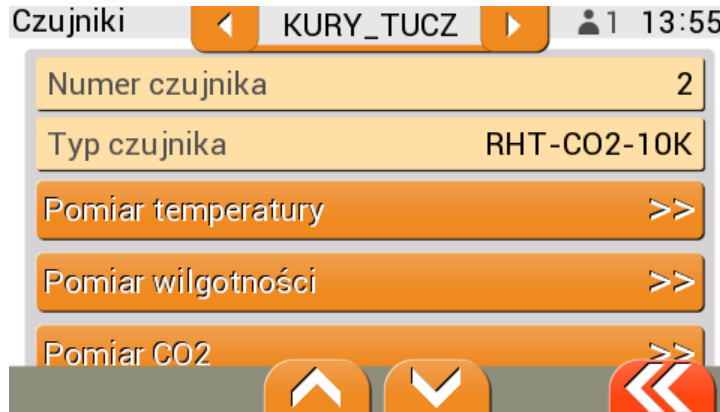 Czujniki KURY_TUCZ 1 13:55
Numer czujnika 2
Typ czujnika RHT-CO2-10K
Pomiar temperatury >>
Pomiar wilgotności >>
Pomiar CO2 >>